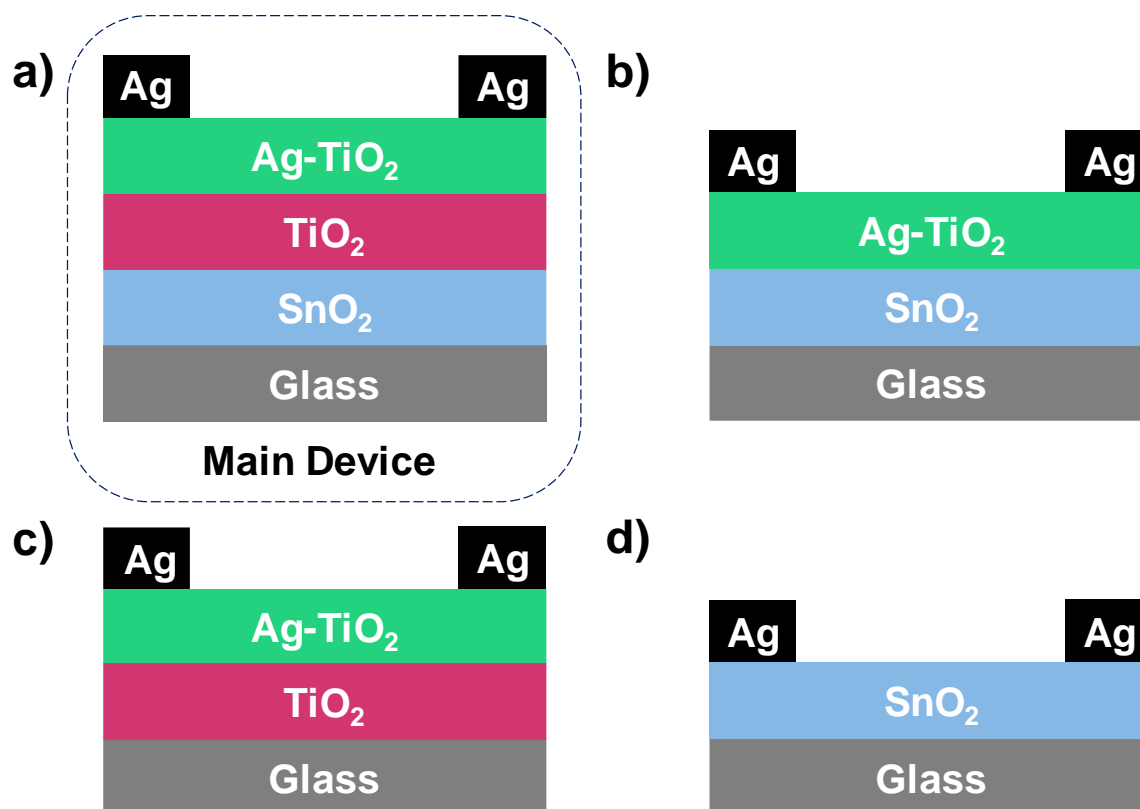 a)
Ag
Ag
Ag-TiO₂
TiO₂
SnO₂
Glass
Main Device
b)
Ag
Ag
Ag-TiO₂
SnO₂
Glass
c)
Ag
Ag
Ag-TiO₂
TiO₂
Glass
d)
Ag
Ag
SnO₂
Glass